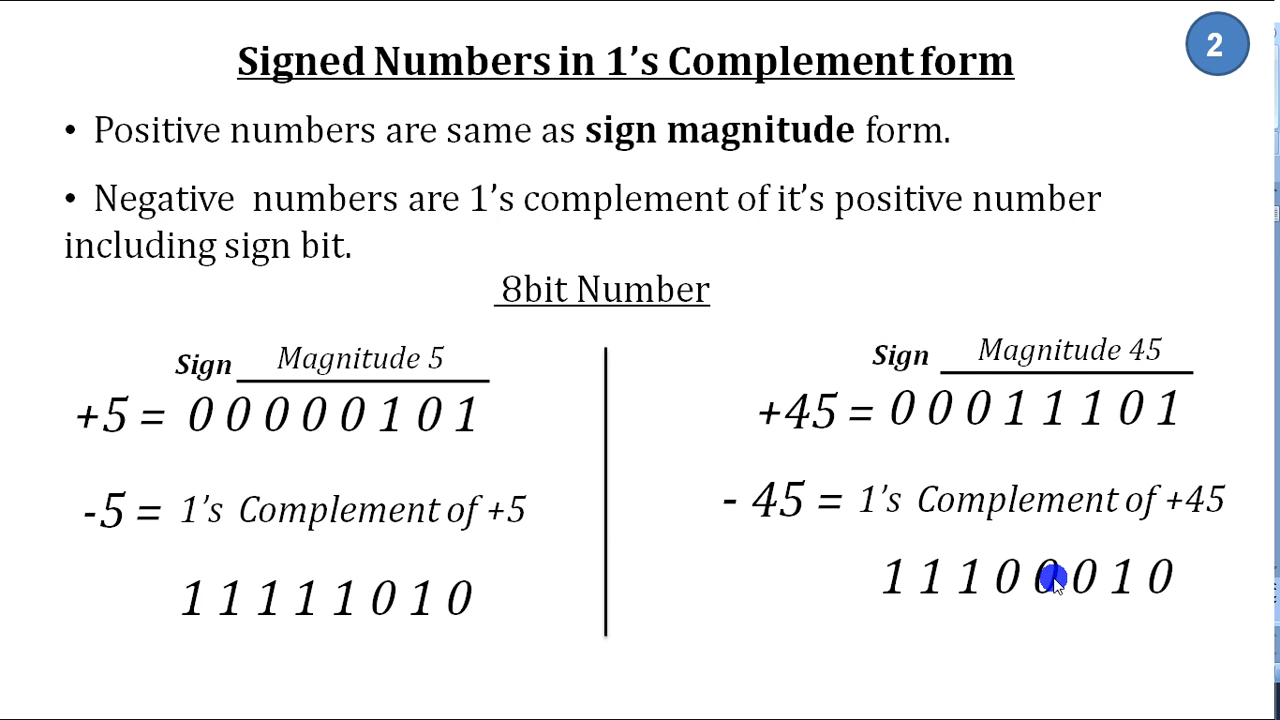 Signed Numbers in 1’s Complement form
2
• Positive numbers are same as sign magnitude form.
• Negative numbers are 1’s complement of it’s positive number
including sign bit.
8bit Number
Sign Magnitude 5
+5 = 0 0 0 0 0 1 0 1
-5 = 1’s Complement of +5
1 1 1 1 1 0 1 0
Sign Magnitude 45
+45 = 0 0 0 1 1 1 0 1
- 45 = 1’s Complement of +45
1 1 1 0 0 0 1 0